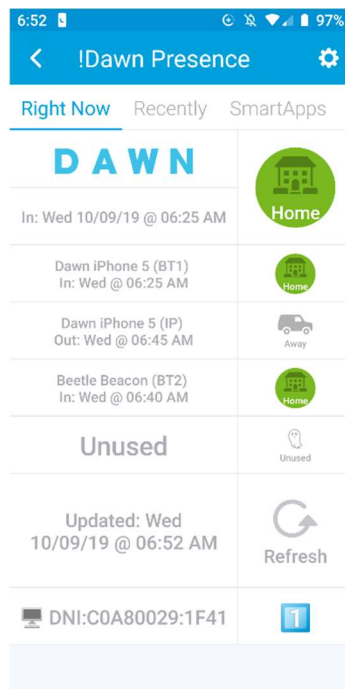 6:52 97%
!Dawn Presence
Right Now Recently SmartApps
DAWN
In: Wed 10/09/19 @ 06:25 AM
Home
Dawn iPhone 5 (BT1)
In: Wed @ 06:25 AM
Home
Dawn iPhone 5 (IP)
Out: Wed @ 06:45 AM
Away
Beetle Beacon (BT2)
In: Wed @ 06:40 AM
Home
Unused
Unused
Updated: Wed
10/09/19 @ 06:52 AM
Refresh
DNI:C0A80029:1F41
1